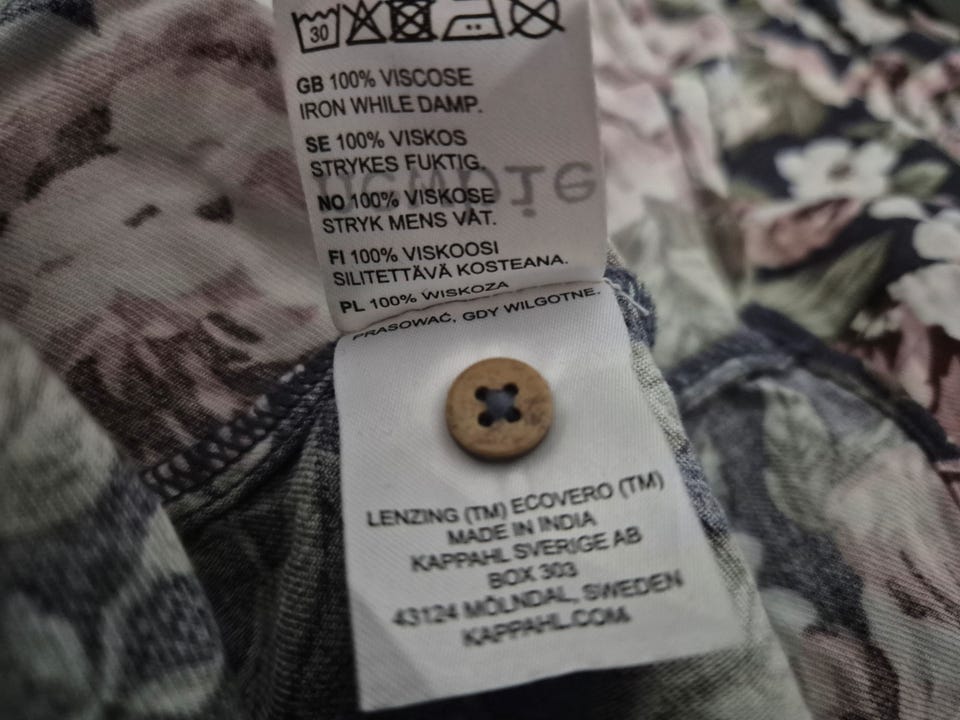 30
GB 100% VISCOSE
IRON WHILE DAMP.
SE 100% VISKOS
STRYKES FUKTIG.
NO 100% VISKOSE
STRYK MENS VÅT.
FI 100% VISKOOSI
SILITETTÄVÄ KOSTEANA.
PL 100% WISKOZA
PRASOWAĆ, GDY WILGOTNE.
LENZING (TM) ECOVERO (TM)
MADE IN INDIA
KAPPAHL SVERIGE AB
BOX 303
43124 MÖLNDAL, SWEDEN
KAPPAHL.COM